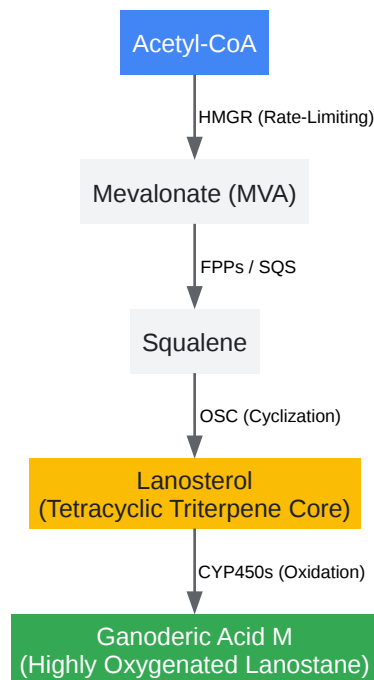 Acetyl-CoA
HMGR (Rate-Limiting)
Mevalonate (MVA)
FPPs / SQS
Squalene
OSC (Cyclization)
Lanosterol
(Tetracyclic Triterpene Core)
CYP450s (Oxidation)
Ganoderic Acid M
(Highly Oxygenated Lanostane)